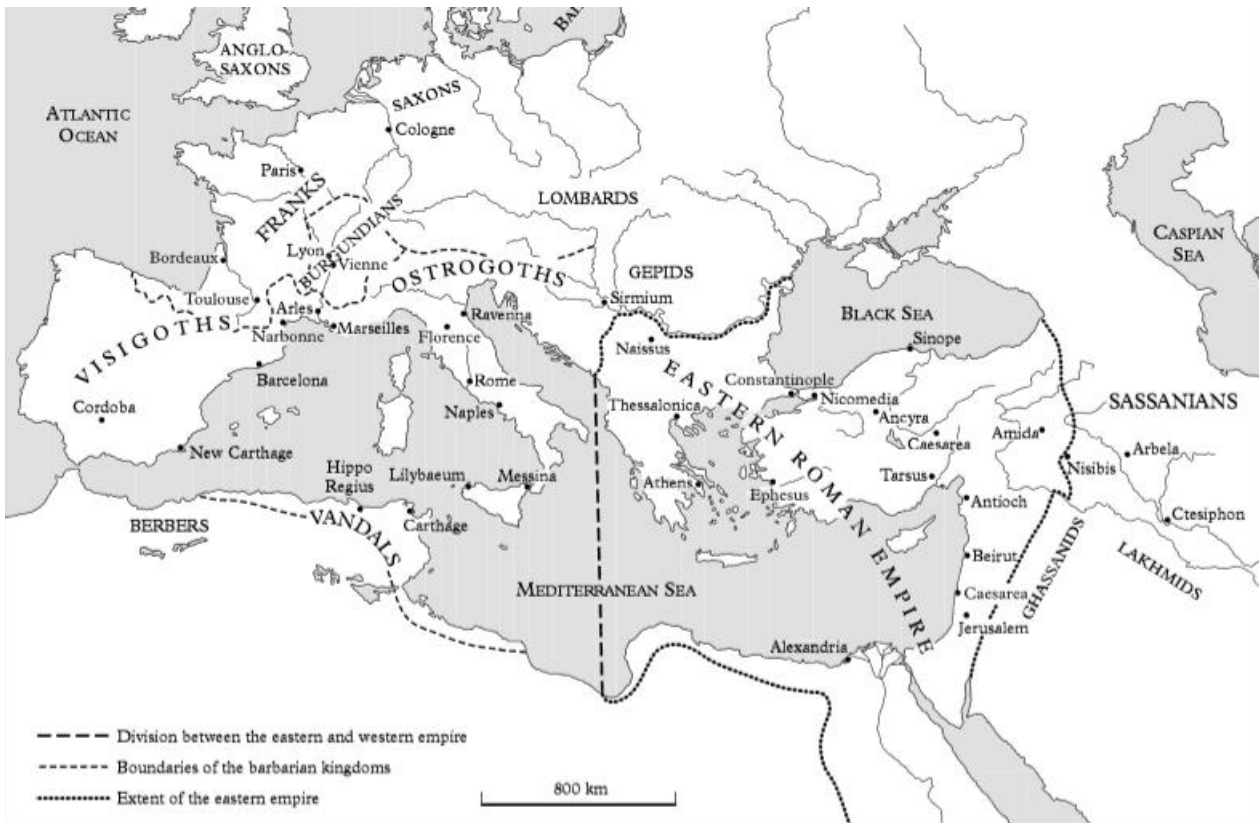 ANGLO-
SAXONS
ATLANTIC
OCEAN
SAXONS
Cologne
Paris
FRANKS
LOMBARDS
CASPIAN
SEA
Bordeaux
Lyon
BURGUNDIANS
Vienne
OSTROGOTHS
GEPIDS
Sirmium
Toulouse
VISIGOTHS
Arles
Narbonne
Marseilles
Ravenna
Florence
Naissus
BLACK SEA
Sinope
Barcelona
Rome
Naples
EASTERN ROMAN EMPIRE
Constantinople
Nicomedia
Thessalonica
Ancyra
Caesarea
SASSANIANS
Cordoba
New Carthage
Amida
Arbela
Nisibis
Hippo
Regius
Lilybaeum
Messina
Athens
Ephesus
Tarsus
Antioch
BERBERS
VANDALS
Carthage
Ctesiphon
Beirut
GHASSANIDS
LAKHMIDS
MEDITERRANEAN SEA
Caesarea
Jerusalem
Alexandria
Division between the eastern and western empire
Boundaries of the barbarian kingdoms
Extent of the eastern empire
800 km